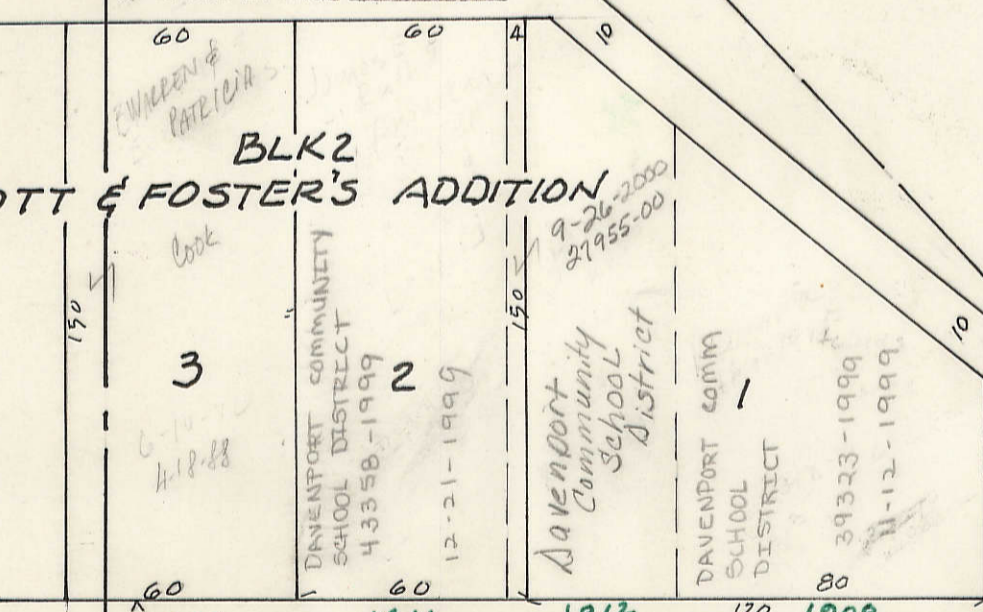 60
60
4
10
WARREN &
PATRICIA
BLK 2
OTT & FOSTER'S ADDITION
Cook
9-26-2000
27955-00
150
"
150
10
3
2
1
DAVENPORT COMMUNITY
SCHOOL DISTRICT
43358-1999
12-21-1999
Davenport
Community
School
District
DAVENPORT COMM
SCHOOL
DISTRICT
39323-1999
11-12-1999
4-18-88
60
60
80